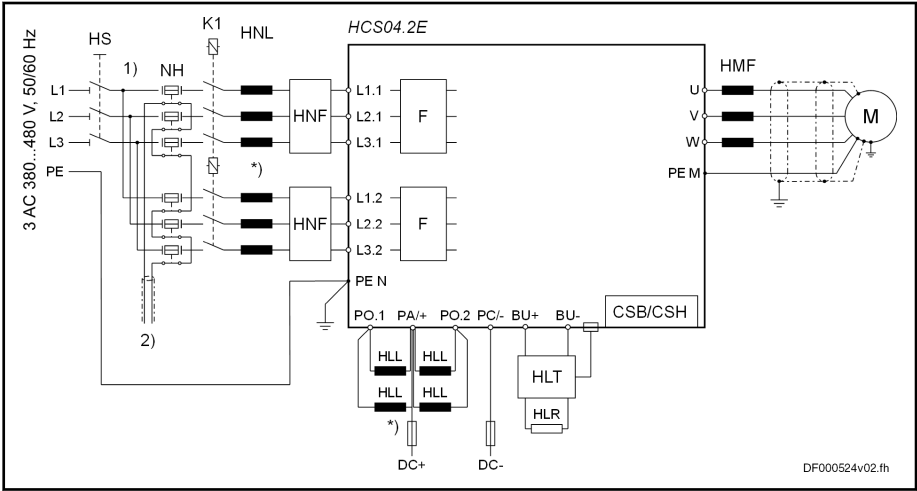 HCS04.2E
3 AC 380...480 V, 50/60 Hz
HS
K1
HNL
1)
NH
HMF
L1
L2
L3
PE
HNF
L1.1
L2.1
L3.1
F
U
V
W
PE M
M
*)
HNF
L1.2
L2.2
L3.2
F
PE N
2)
PO.1
PA/+
PO.2
PC/-
BU+
BU-
CSB/CSH
HLL
HLL
HLL
HLL
HLT
HLR
*)
DC+
DC-
DF000524v02.fh